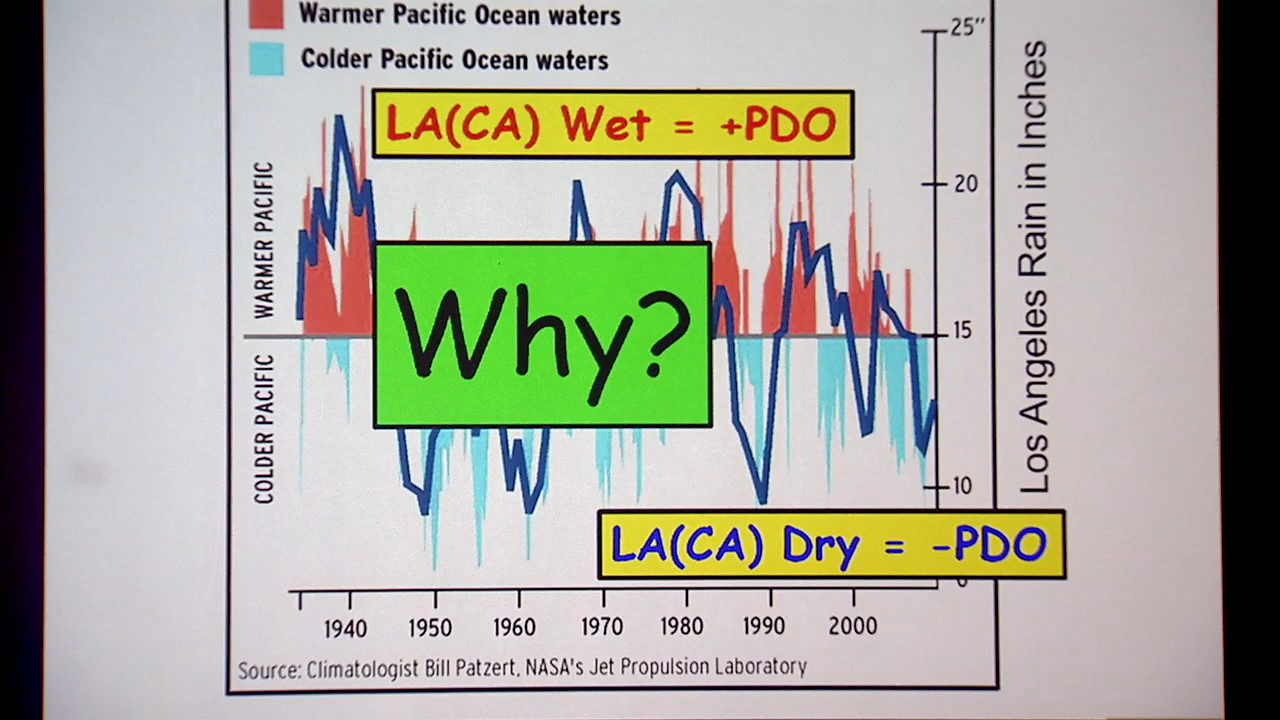 Warmer Pacific Ocean waters
Colder Pacific Ocean waters
25"
LA(CA) Wet = +PDO
WARMER PACIFIC
20
Los Angeles Rain in Inches
Why?
15
COLDER PACIFIC
10
LA(CA) Dry = -PDO
1940 1950 1960 1970 1980 1990 2000
Source: Climatologist Bill Patzert, NASA's Jet Propulsion Laboratory